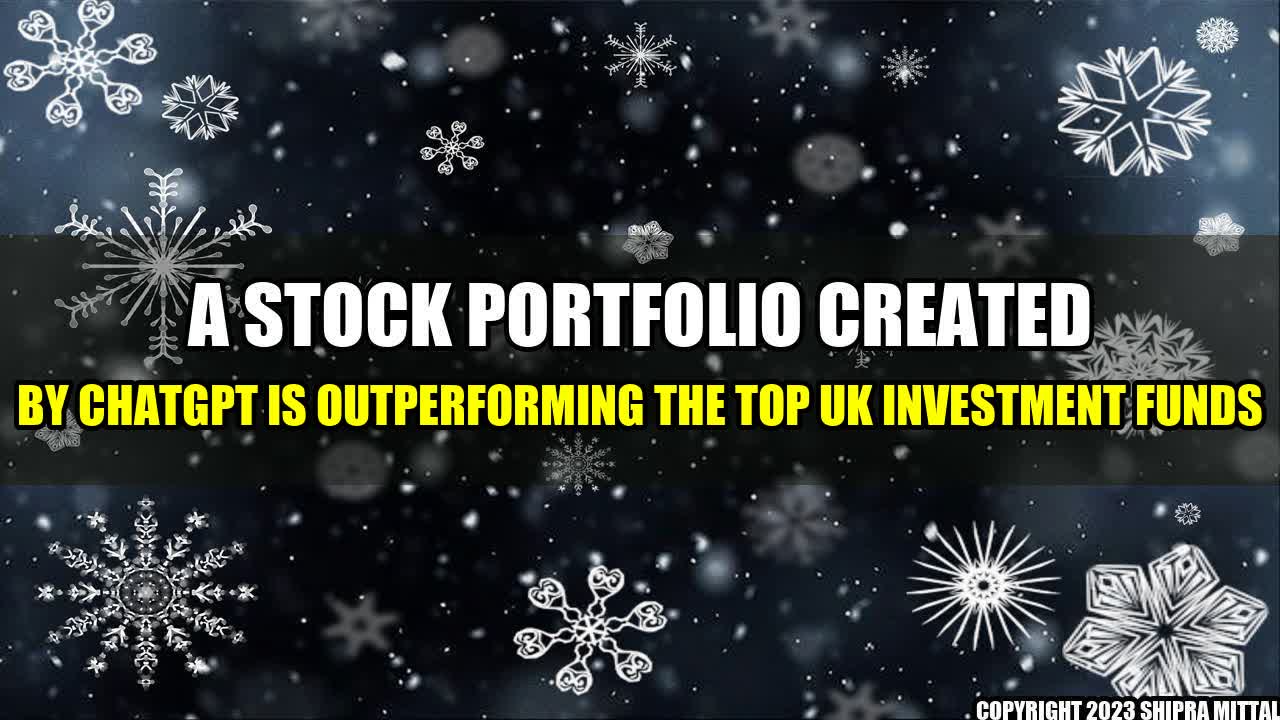 A STOCK PORTFOLIO CREATED
BY CHATGPT IS OUTPERFORMING THE TOP UK INVESTMENT FUNDS
COPYRIGHT 2023 SHIPRA MITTAL